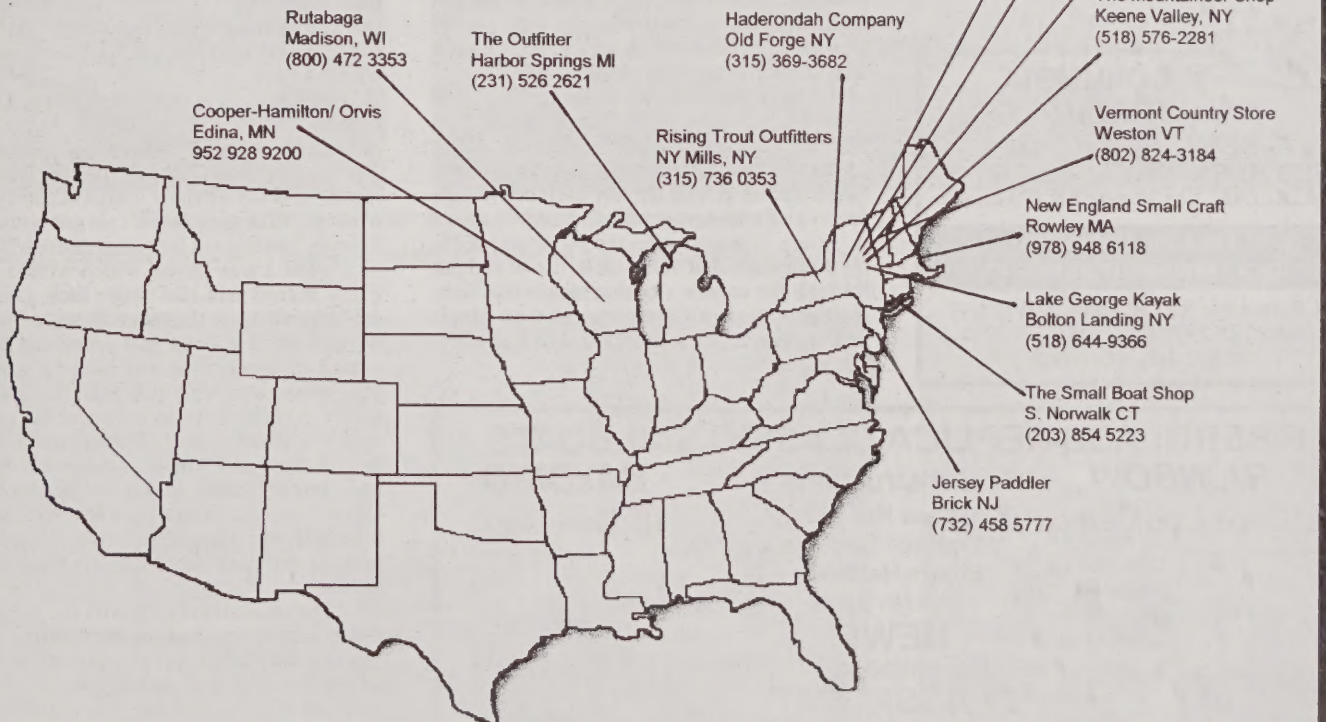 Rutabaga
Madison, WI
(800) 472 3353
The Outfitter
Harbor Springs MI
(231) 526 2621
Haderondah Company
Old Forge NY
(315) 369-3682
Keene Valley, NY
(518) 576-2281
Cooper-Hamilton/ Orvis
Edina, MN
952 928 9200
Rising Trout Outfitters
NY Mills, NY
(315) 736 0353
Vermont Country Store
Weston VT
(802) 824-3184
New England Small Craft
Rowley MA
(978) 948 6118
Lake George Kayak
Bolton Landing NY
(518) 644-9366
The Small Boat Shop
S. Norwalk CT
(203) 854 5223
Jersey Paddler
Brick NJ
(732) 458 5777